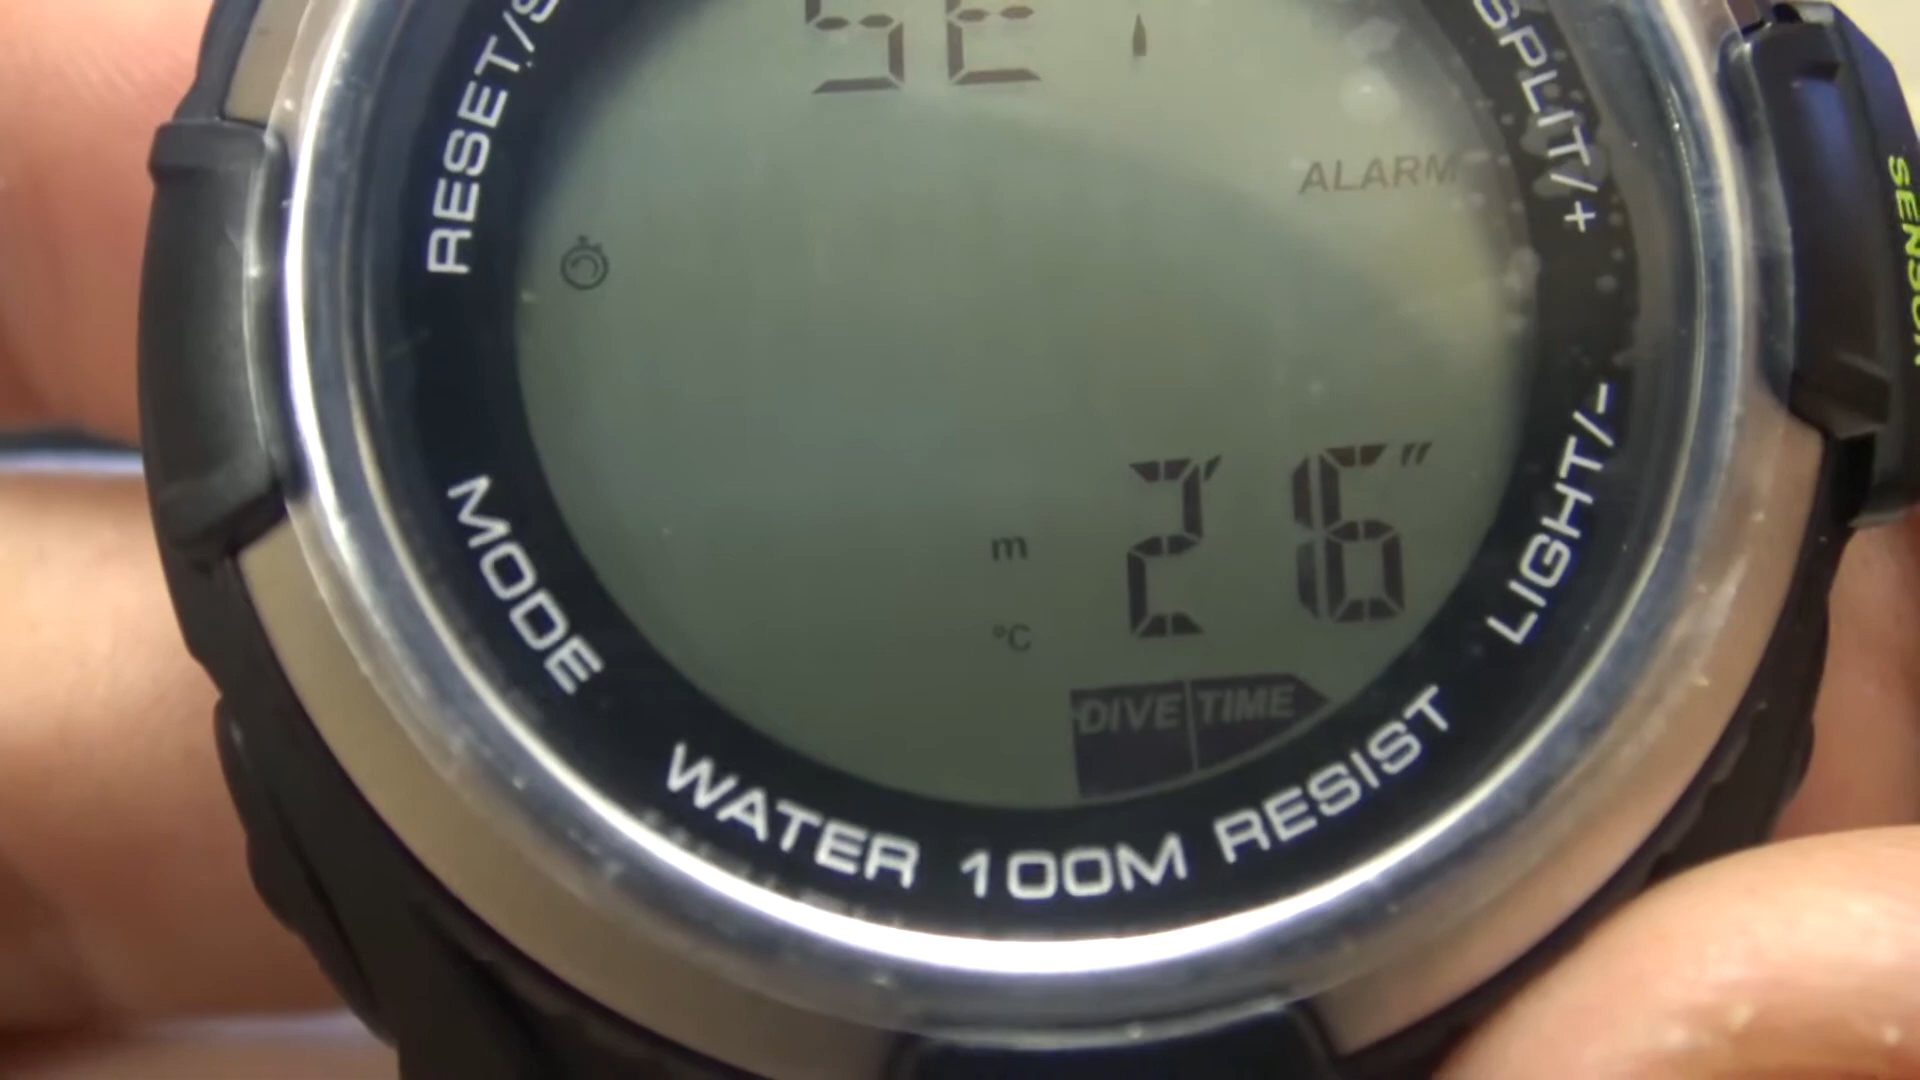 RESET/S
SPLIT/+
SENSOR
ALARM
LIGHT/-
m
2'6"
°C
MODE
DIVE TIME
WATER 100M RESIST